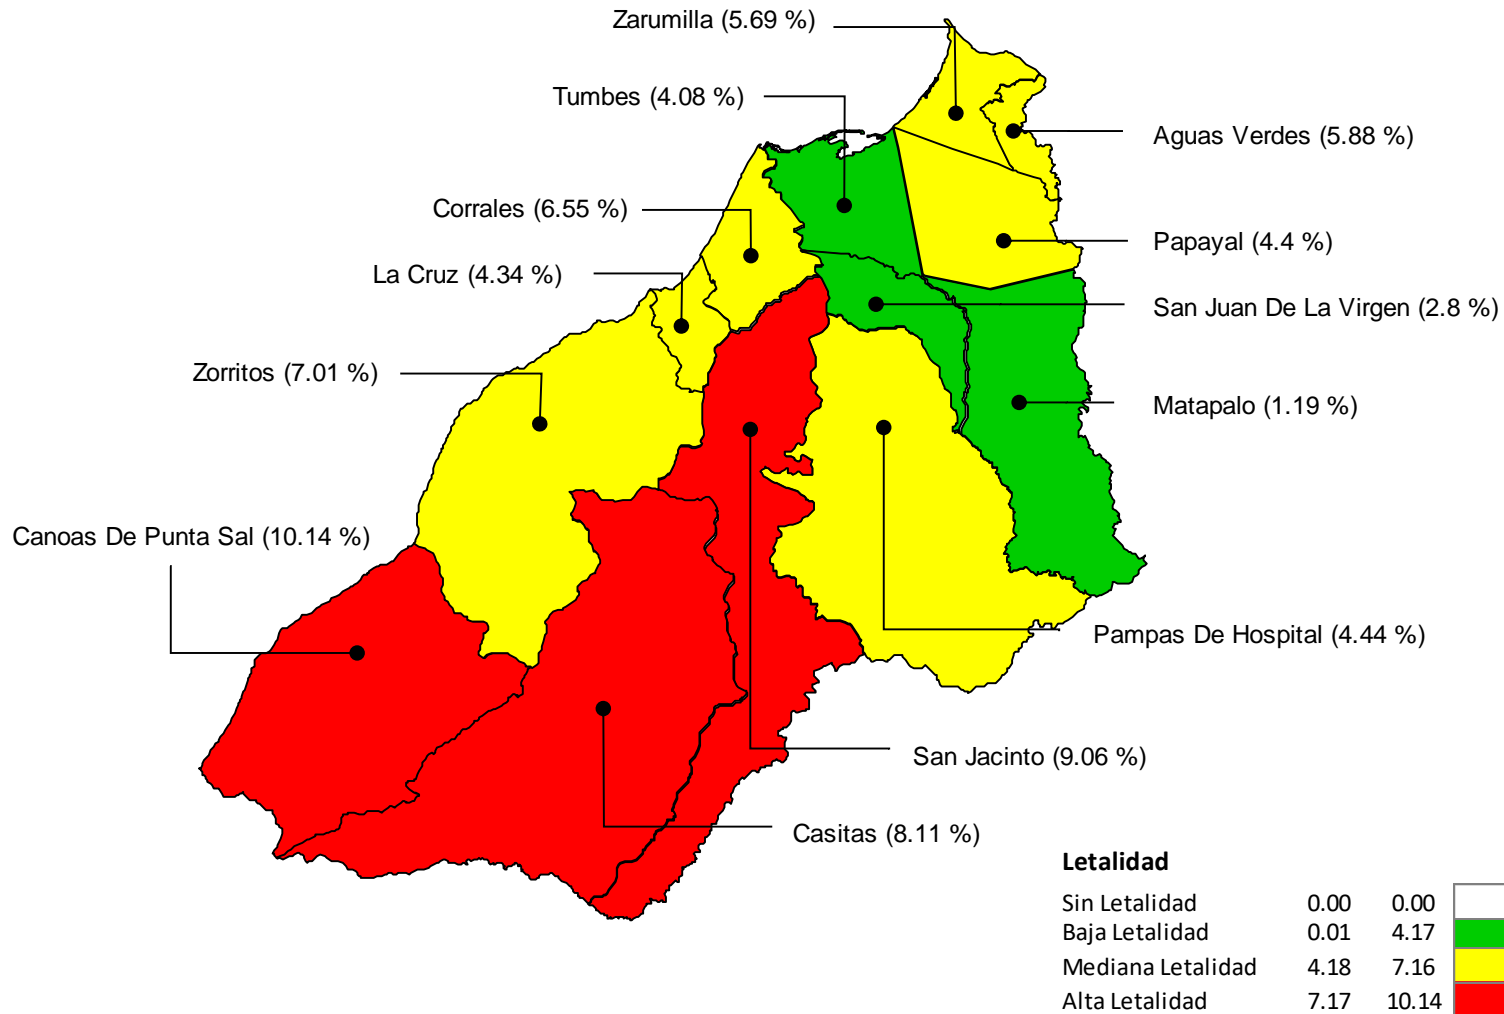 Zarumilla (5.69 %)
Tumbes (4.08 %)
Aguas Verdes (5.88 %)
Corrales (6.55 %)
Papayal (4.4 %)
La Cruz (4.34 %)
San Juan De La Virgen (2.8 %)
Zorritos (7.01 %)
Matapalo (1.19 %)
Canoas De Punta Sal (10.14 %)
Pampas De Hospital (4.44 %)
San Jacinto (9.06 %)
Casitas (8.11 %)
Letalidad
Sin Letalidad 0.00 0.00
Baja Letalidad 0.01 4.17
Mediana Letalidad 4.18 7.16
Alta Letalidad 7.17 10.14